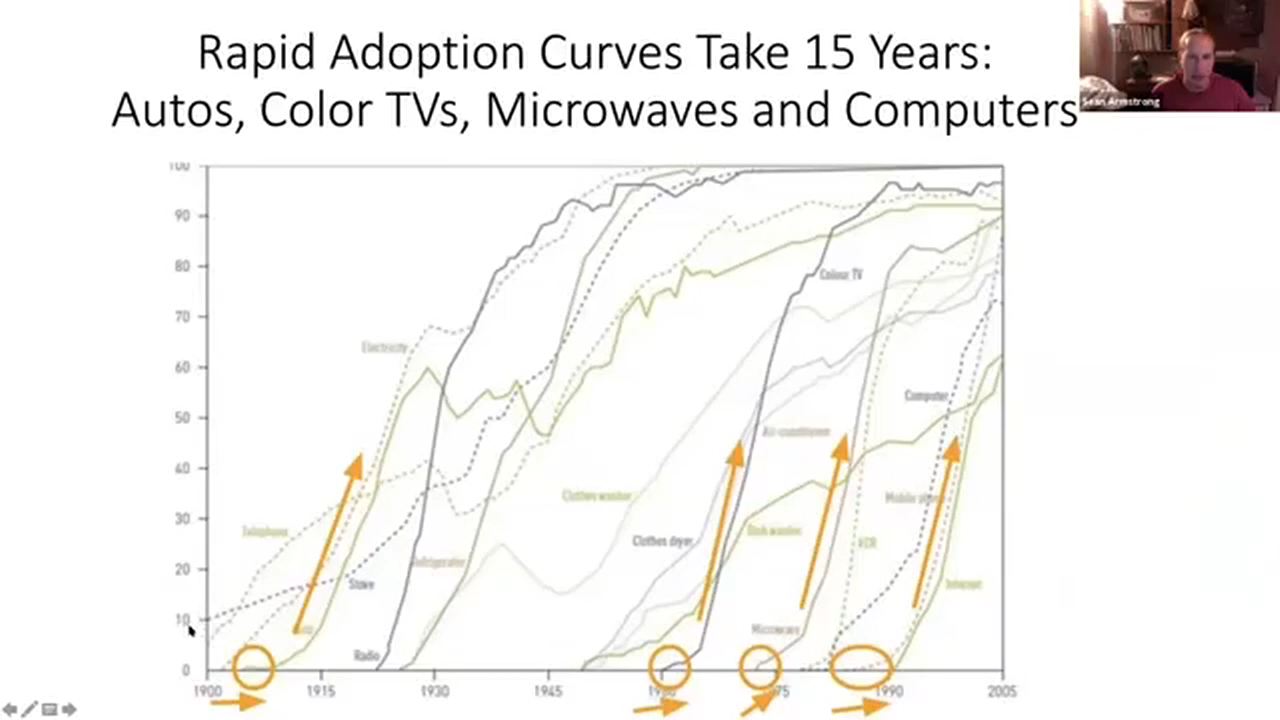 Rapid Adoption Curves Take 15 Years:
Autos, Color TVs, Microwaves and Computers
Sean Armstrong
100
90
80
70
60
50
40
30
20
10
0
Electricity
Telephone
Stove
Radio
Refrigerator
Clothes washer
Clothes dryer
Colour TV
Air-conditioner
Dish washer
Microwave
Computer
Mobile
VCR
Internet
1900
1915
1930
1945
1990
2005